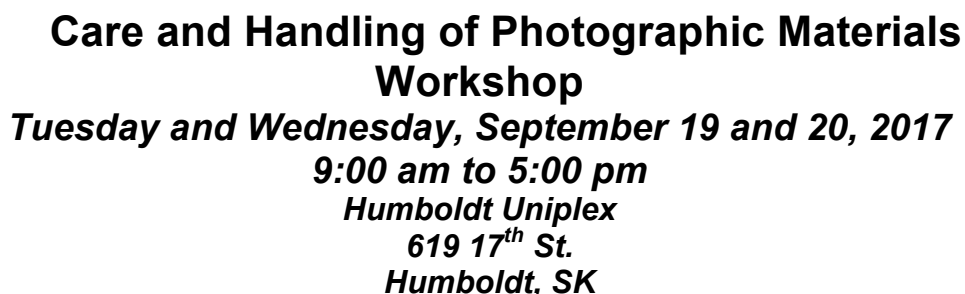 Care and Handling of Photographic Materials
Workshop
Tuesday and Wednesday, September 19 and 20, 2017
9:00 am to 5:00 pm
Humboldt Uniplex
619 17th St.
Humboldt, SK